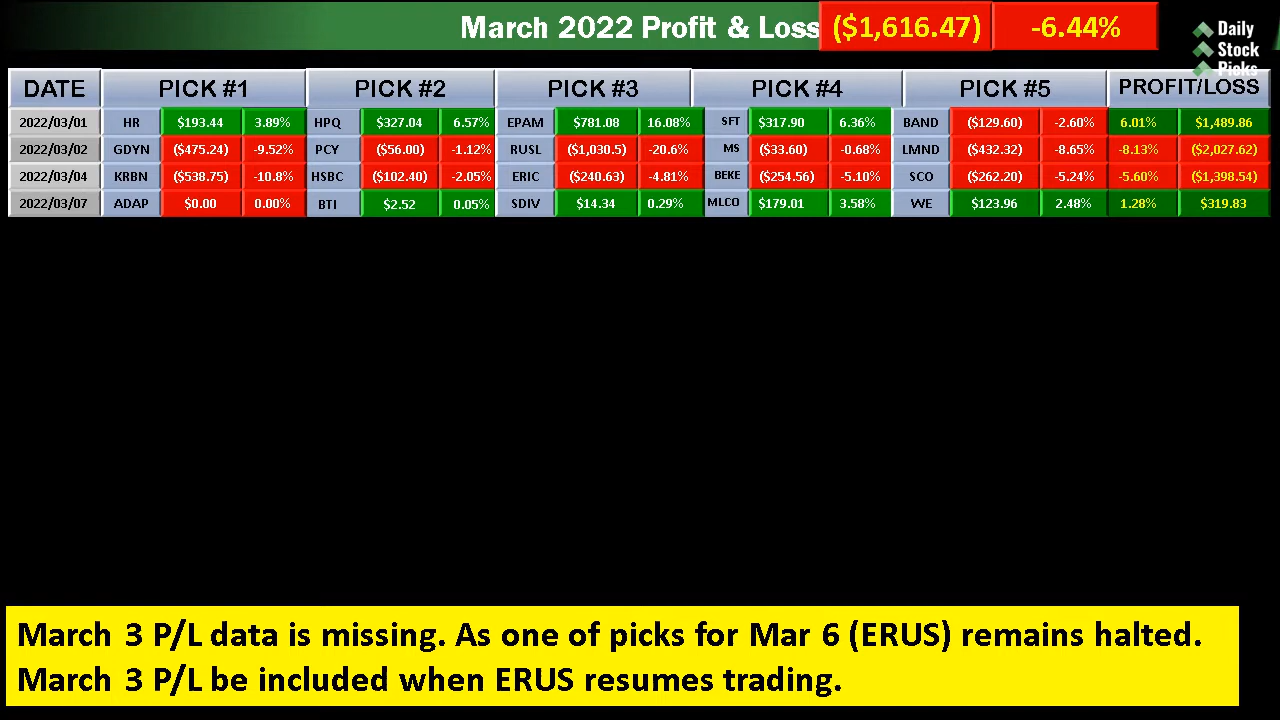 March 2022 Profit & Loss ($1,616.47) -6.44%
Daily
Stock
Picks
DATE PICK #1 PICK #2 PICK #3 PICK #4 PICK #5 PROFIT/LOSS
2022/03/01 HR $193.44 3.89% HPQ $327.04 6.57% EPAM $781.08 16.08% SFT $317.90 6.36% BAND ($129.60) -2.60% 6.01% $1,489.86
2022/03/02 GDYN ($475.24) -9.52% PCY ($56.00) -1.12% RUSL ($1,030.5) -20.6% MS ($33.60) -0.68% LMND ($432.32) -8.65% -8.13% ($2,027.62)
2022/03/04 KRBN ($538.75) -10.8% HSBC ($102.40) -2.05% ERIC ($240.63) -4.81% BEKE ($254.56) -5.10% SCO ($262.20) -5.24% -5.60% ($1,398.54)
2022/03/07 ADAP $0.00 0.00% BTI $2.52 0.05% SDIV $14.34 0.29% MLCO $179.01 3.58% WE $123.96 2.48% 1.28% $319.83
March 3 P/L data is missing. As one of picks for Mar 6 (ERUS) remains halted.
March 3 P/L be included when ERUS resumes trading.